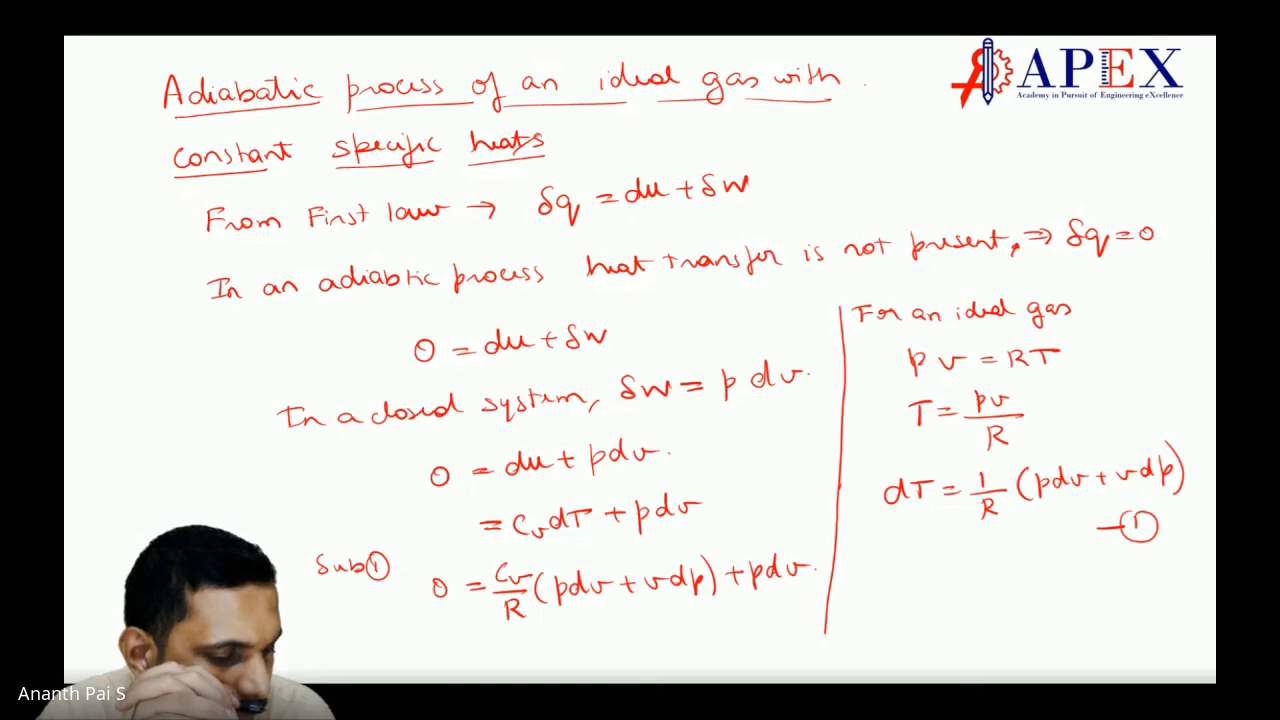 Adiabatic process of an ideal gas with
constant specific heats
APEX
Academy in Pursuit of Engineering eXcellence
From First law → δq = du + δw
In an adiabtic process heat transfer is not present, ⇒ δq = 0
0 = du + δw
In a closed system, δw = p dv.
0 = du + pdv.
= Cv dT + pdv
Sub ① 0 = Cv/R (pdv + vdp) + pdv.
For an ideal gas
pv = RT
T = pv/R
dT = 1/R (pdv + vdp)
— ①
Ananth Pai S